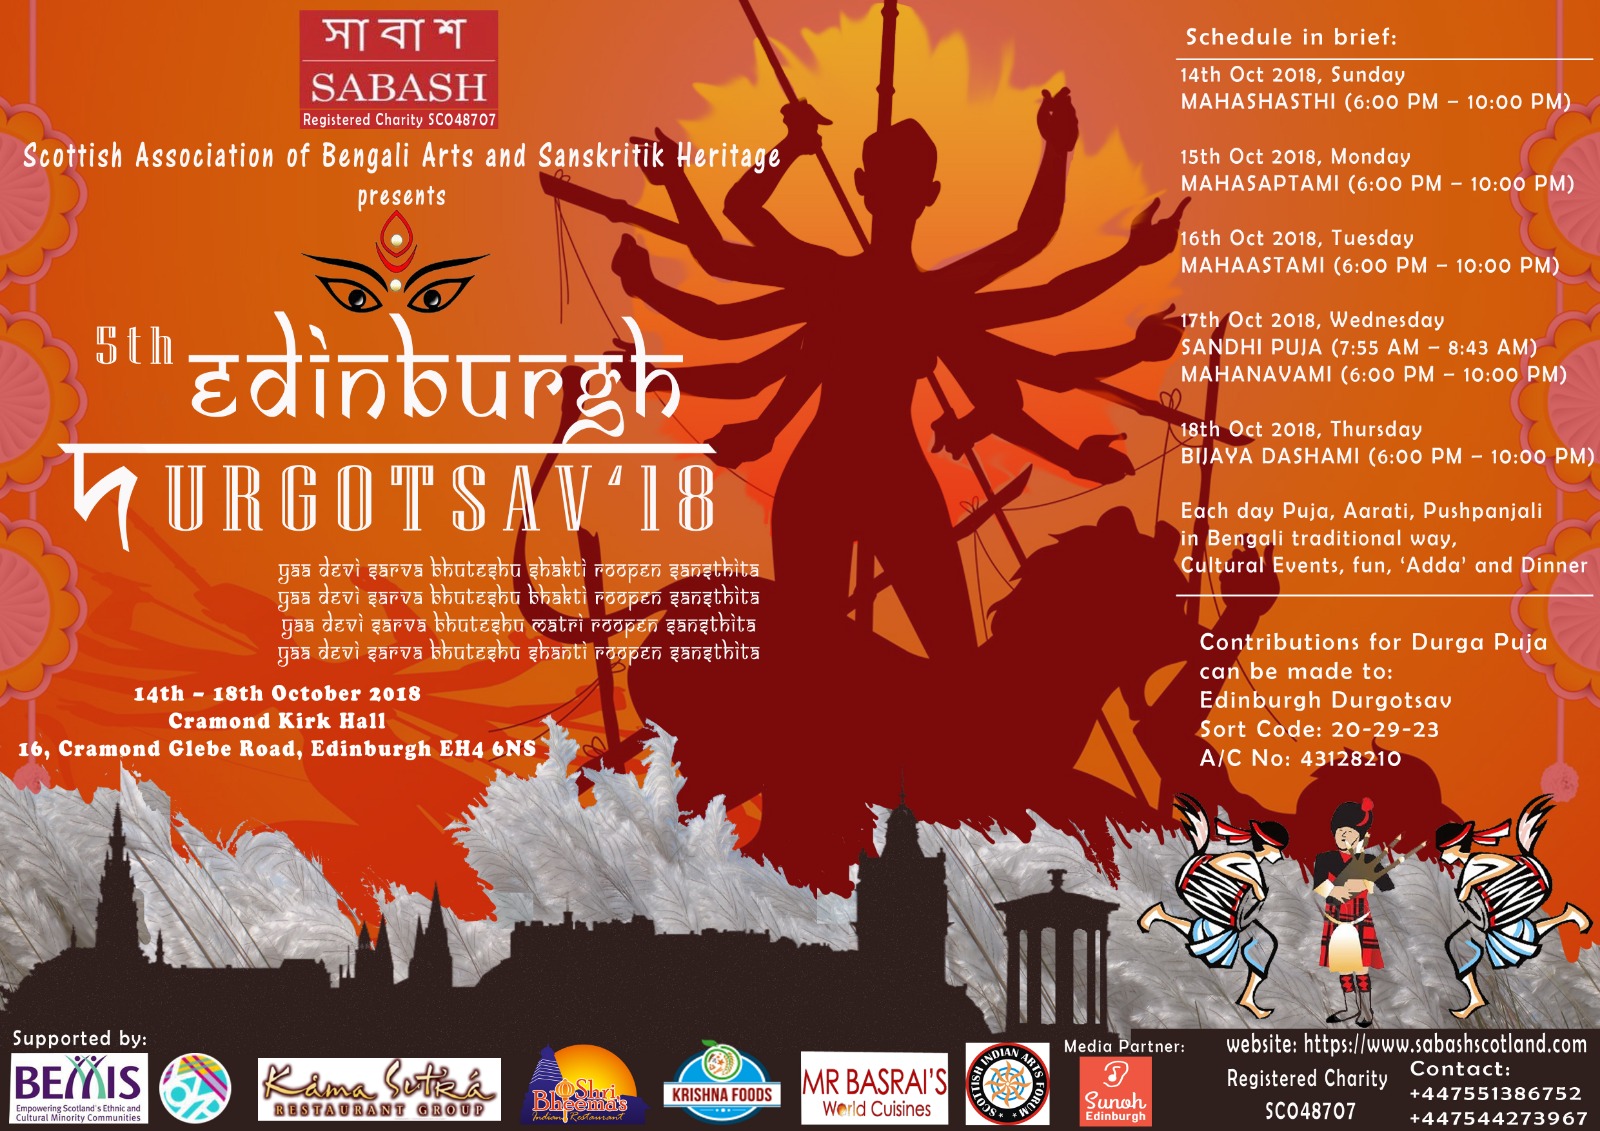 সাবাশ
SABASH
Registered Charity SC048707
Scottish Association of Bengali Arts and Sanskritik Heritage
presents
5th edinburgh
दURGOTSAV'18
yaa devi sarva bhuteshu shakti roopen sansthita
yaa devi sarva bhuteshu bhakti roopen sansthita
yaa devi sarva bhuteshu matri roopen sansthita
yaa devi sarva bhuteshu shanti roopen sansthita
14th – 18th October 2018
Cramond Kirk Hall
16, Cramond Glebe Road, Edinburgh EH4 6NS
Schedule in brief:
14th Oct 2018, Sunday
MAHASHASTHI (6:00 PM – 10:00 PM)
15th Oct 2018, Monday
MAHASAPTAMI (6:00 PM – 10:00 PM)
16th Oct 2018, Tuesday
MAHAASTAMI (6:00 PM – 10:00 PM)
17th Oct 2018, Wednesday
SANDHI PUJA (7:55 AM – 8:43 AM)
MAHANAVAMI (6:00 PM – 10:00 PM)
18th Oct 2018, Thursday
BIJAYA DASHAMI (6:00 PM – 10:00 PM)
Each day Puja, Aarati, Pushpanjali
in Bengali traditional way,
Cultural Events, fun, 'Adda' and Dinner
Contributions for Durga Puja
can be made to:
Edinburgh Durgotsav
Sort Code: 20-29-23
A/C No: 43128210
Supported by:
BEMIS
Empowering Scotland's Ethnic and
Cultural Minority Communities
Kama Sutra
RESTAURANT GROUP
Shri
Bheema's
Indian Restaurant
KRISHNA FOODS
MR BASRAI'S
World Cuisines
SCOTTISH INDIAN ARTS FORUM
Media Partner:
Sunoh
Edinburgh
website: https://www.sabashscotland.com
Registered Charity
SC048707
Contact:
+447551386752
+447544273967